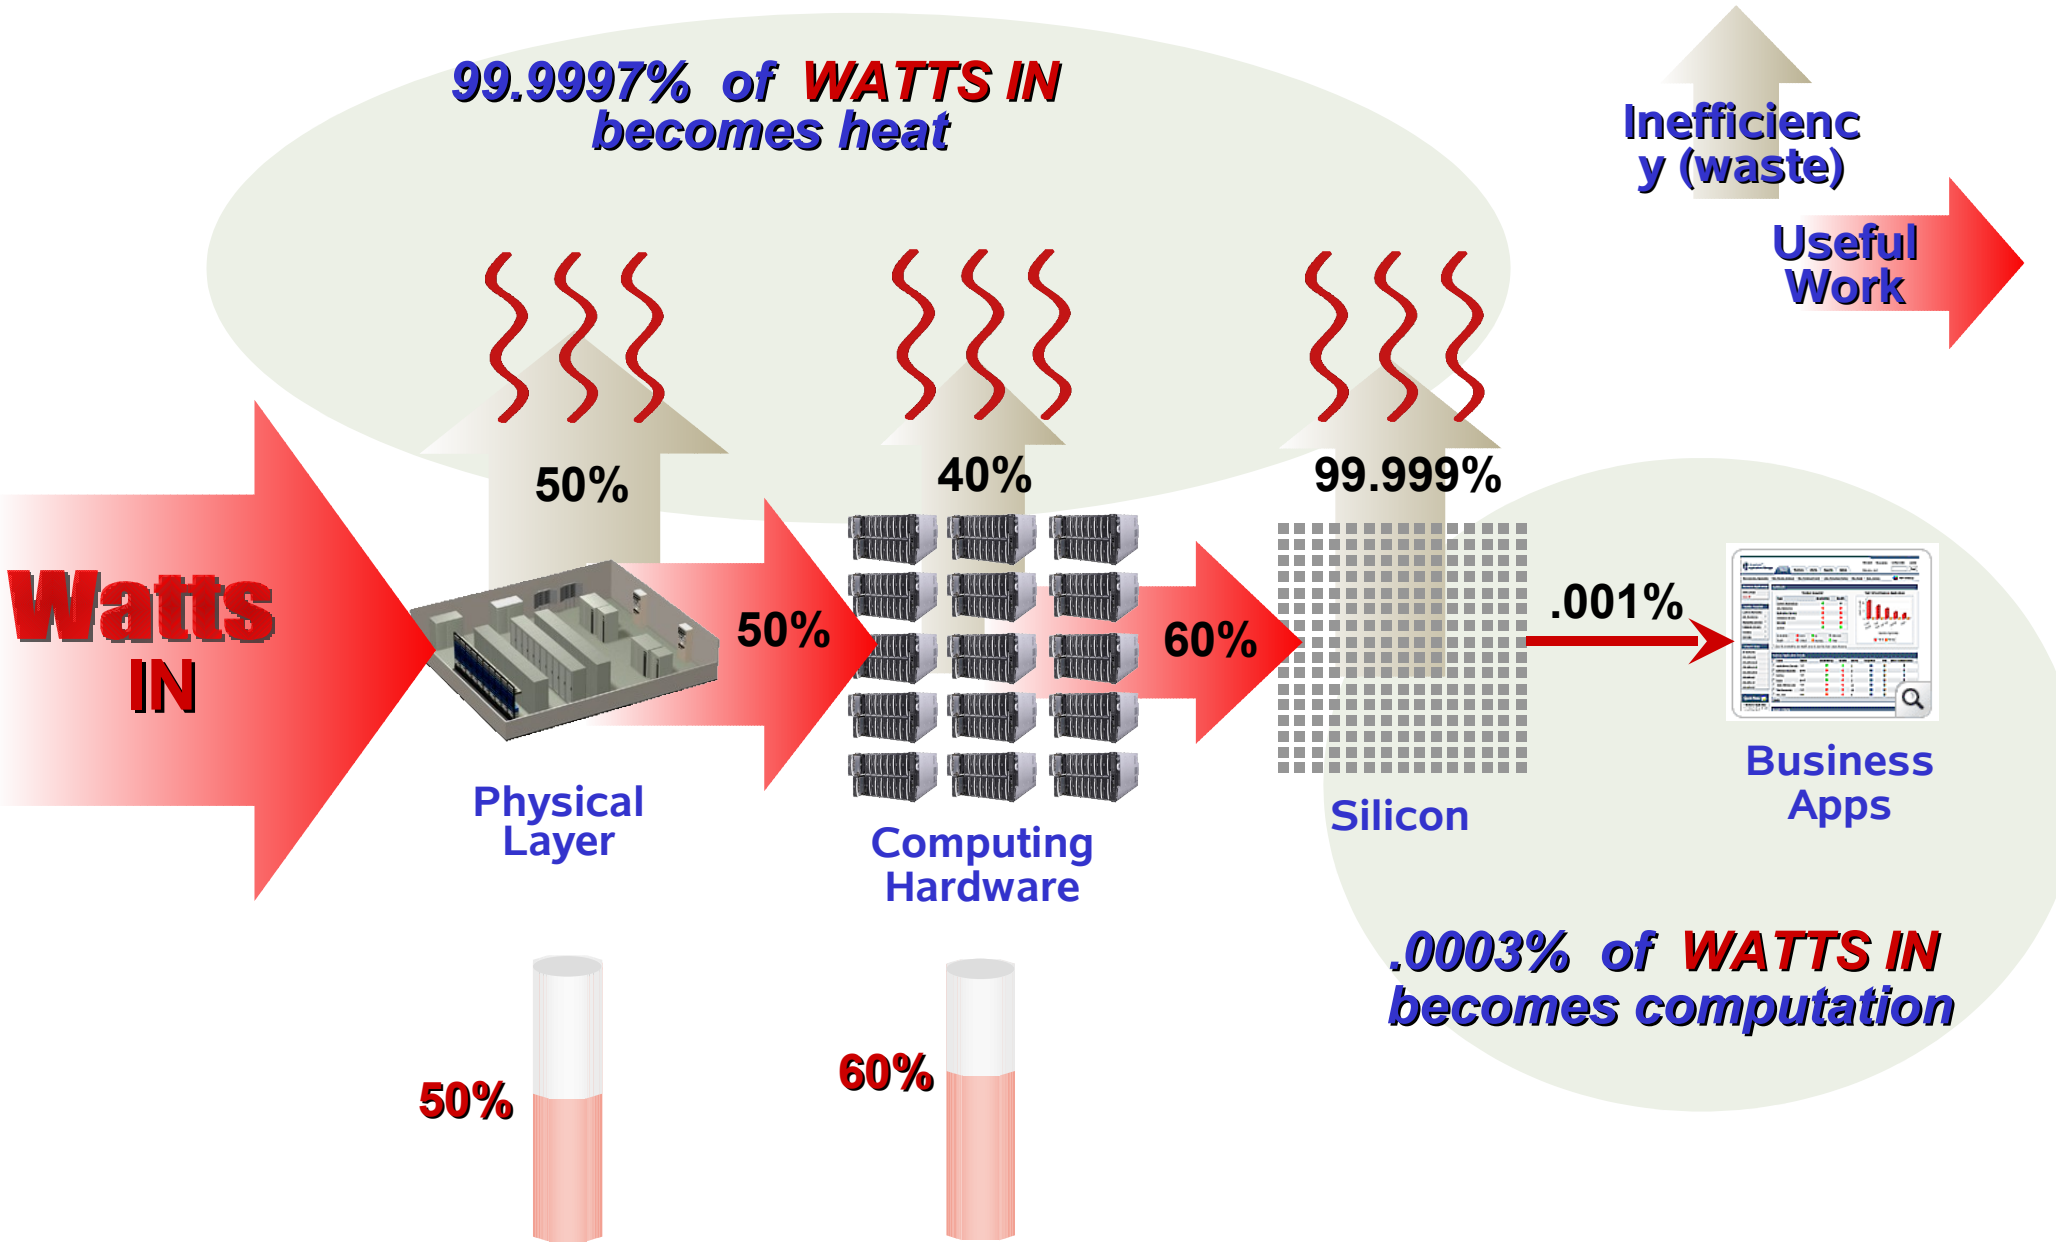 99.9997% of WATTS IN
becomes heat
Inefficienc
y (waste)
Useful
Work
50%
40%
99.999%
Watts
IN
50%
60%
.001%
Physical
Layer
Computing
Hardware
Silicon
Business
Apps
.0003% of WATTS IN
becomes computation
50%
60%